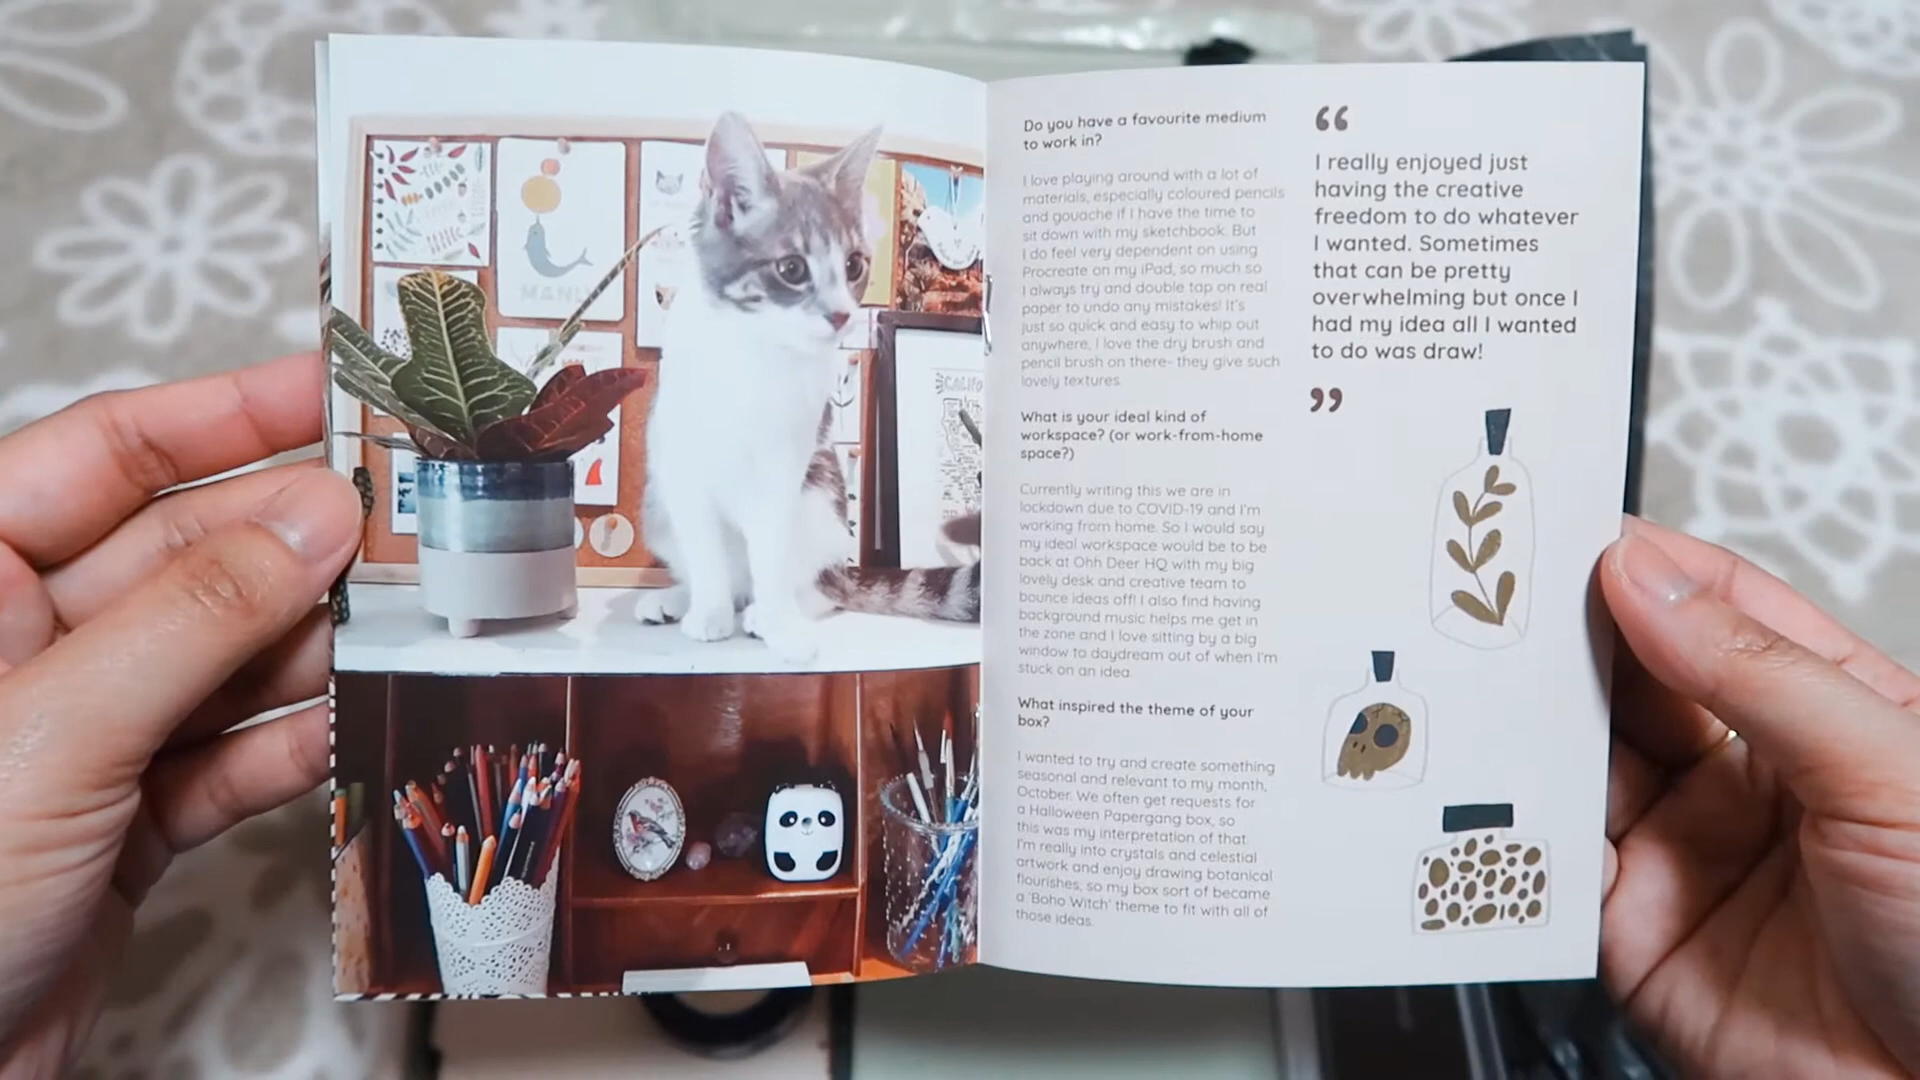 MANLY
CALIFO
Do you have a favourite medium
to work in?
I love playing around with a lot of
materials, especially coloured pencils
and gouache if I have the time to
sit down with my sketchbook. But
I do feel very dependent on using
Procreate on my iPad, so much so
I always try and double tap on real
paper to undo any mistakes! It's
just so quick and easy to whip out
anywhere, I love the dry brush and
pencil brush on there- they give such
lovely textures.
What is your ideal kind of
workspace? (or work-from-home
space?)
Currently writing this we are in
lockdown due to COVID-19 and I'm
working from home. So I would say
my ideal workspace would be to be
back at Ohh Deer HQ with my big
lovely desk and creative team to
bounce ideas off! I also find having
background music helps me get in
the zone and I love sitting by a big
window to daydream out of when I'm
stuck on an idea.
What inspired the theme of your
box?
I wanted to try and create something
seasonal and relevant to my month,
October. We often get requests for
a Halloween Papergang box, so
this was my interpretation of that.
I'm really into crystals and celestial
artwork and enjoy drawing botanical
flourishes, so my box sort of became
a 'Boho Witch' theme to fit with all of
those ideas.
“
I really enjoyed just
having the creative
freedom to do whatever
I wanted. Sometimes
that can be pretty
overwhelming but once I
had my idea all I wanted
to do was draw!
”